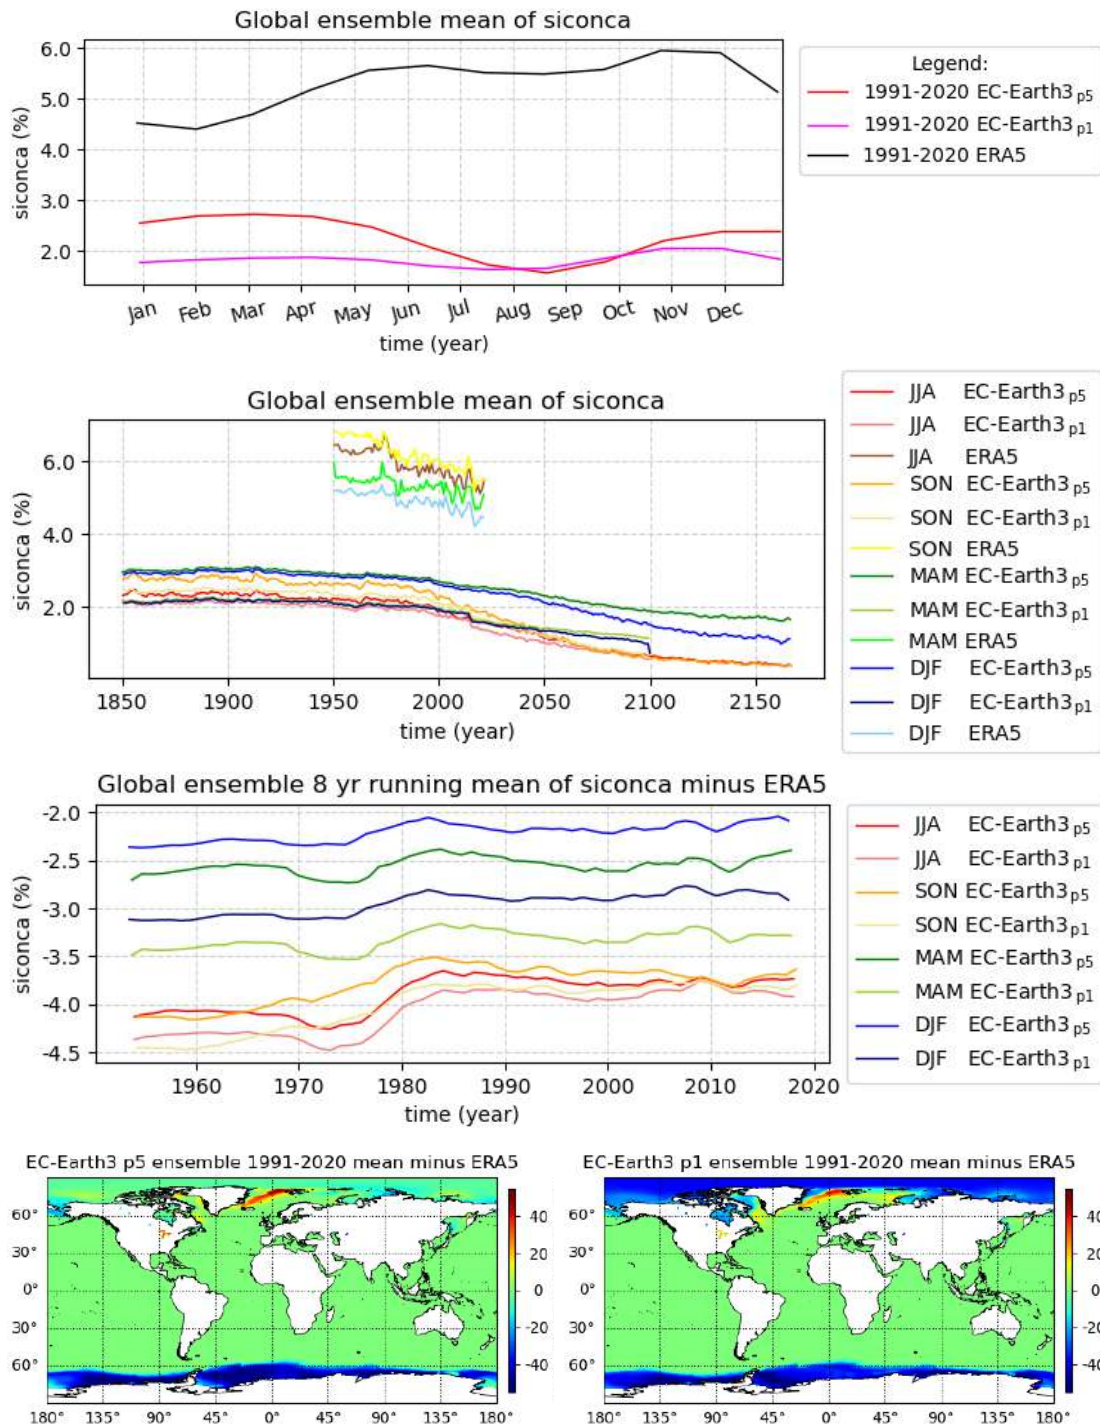 Global ensemble mean of siconca
6.0
5.0
4.0
3.0
2.0
siconca (%)
Jan Feb Mar Apr May Jun Jul Aug Sep Oct Nov Dec
time (year)
Legend:
1991-2020 EC-Earth3 p5
1991-2020 EC-Earth3 p1
1991-2020 ERA5
Global ensemble mean of siconca
6.0
4.0
2.0
siconca (%)
1850 1900 1950 2000 2050 2100 2150
time (year)
JJA EC-Earth3 p5
JJA EC-Earth3 p1
JJA ERA5
SON EC-Earth3 p5
SON EC-Earth3 p1
SON ERA5
MAM EC-Earth3 p5
MAM EC-Earth3 p1
MAM ERA5
DJF EC-Earth3 p5
DJF EC-Earth3 p1
DJF ERA5
Global ensemble 8 yr running mean of siconca minus ERA5
-2.0
-2.5
-3.0
-3.5
-4.0
-4.5
siconca (%)
1960 1970 1980 1990 2000 2010 2020
time (year)
JJA EC-Earth3 p5
JJA EC-Earth3 p1
SON EC-Earth3 p5
SON EC-Earth3 p1
MAM EC-Earth3 p5
MAM EC-Earth3 p1
DJF EC-Earth3 p5
DJF EC-Earth3 p1
EC-Earth3 p5 ensemble 1991-2020 mean minus ERA5
60°
30°
0°
30°
60°
180° 135° 90° 45° 0° 45° 90° 135° 180°
40
20
0
-20
-40
EC-Earth3 p1 ensemble 1991-2020 mean minus ERA5
60°
30°
0°
30°
60°
180° 135° 90° 45° 0° 45° 90° 135° 180°
40
20
0
-20
-40